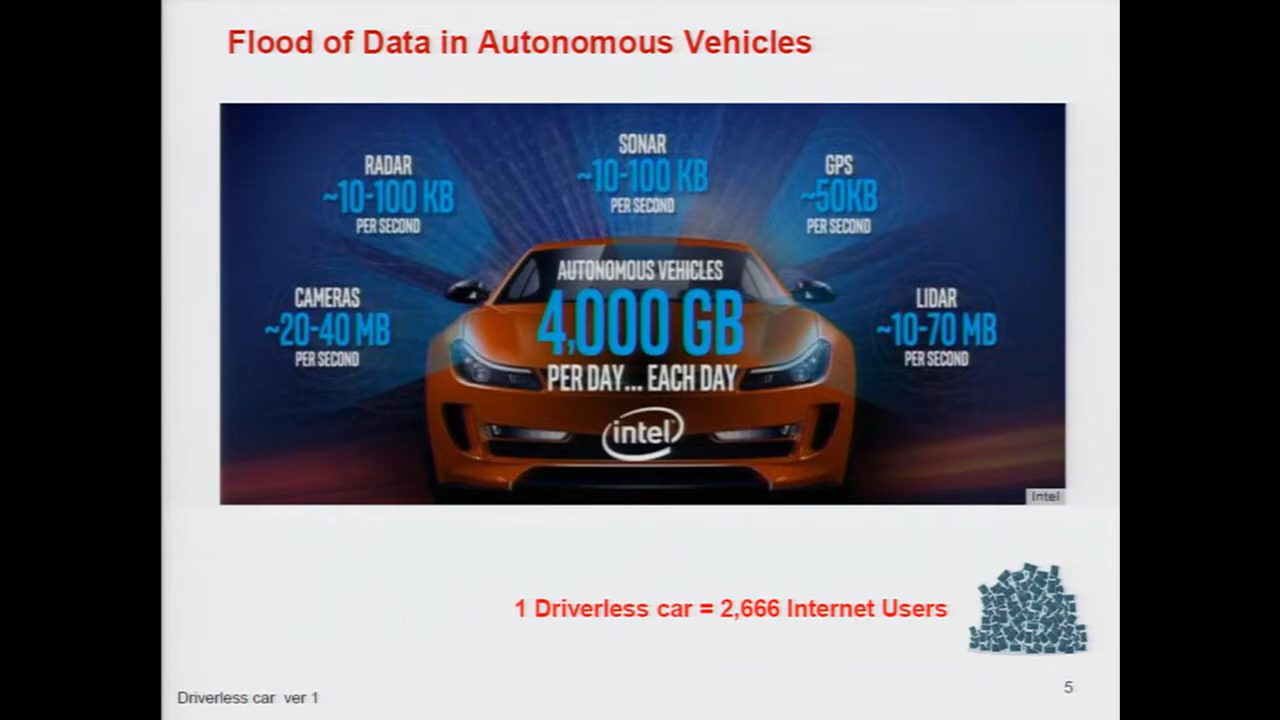 Flood of Data in Autonomous Vehicles
SONAR
~10-100 KB
PER SECOND
RADAR
~10-100 KB
PER SECOND
GPS
~50KB
PER SECOND
AUTONOMOUS VEHICLES
4,000 GB
PER DAY... EACH DAY
CAMERAS
~20-40 MB
PER SECOND
LIDAR
~10-70 MB
PER SECOND
intel
Intel
1 Driverless car = 2,666 Internet Users
5
Driverless car ver 1